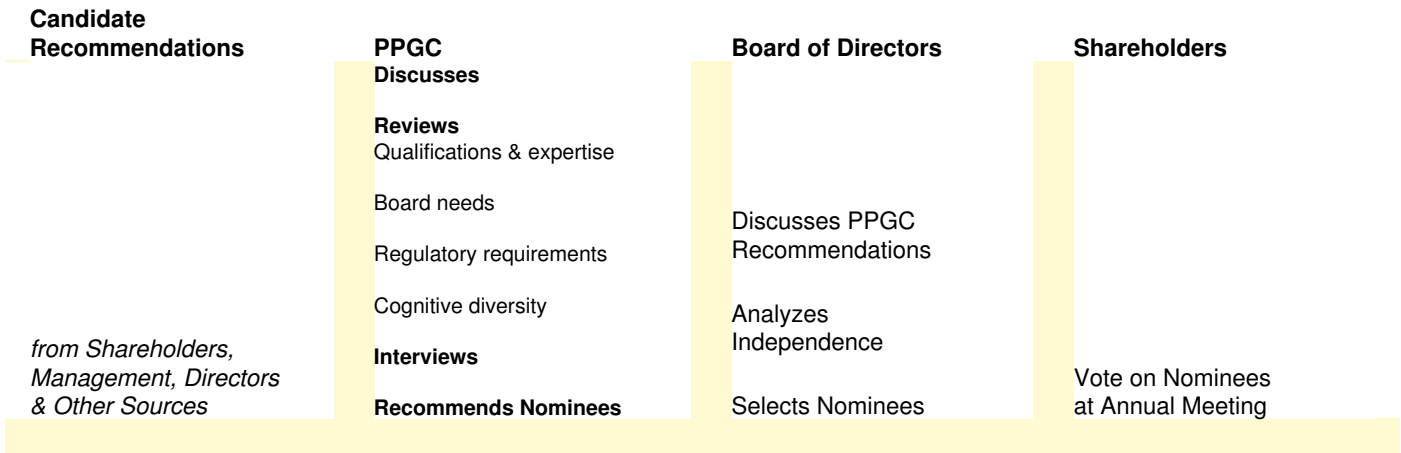 Candidate
Recommendations
from Shareholders,
Management, Directors
& Other Sources
PPGC
Discusses
Reviews
Qualifications & expertise
Board needs
Regulatory requirements
Cognitive diversity
Interviews
Recommends Nominees
Board of Directors
Discusses PPGC
Recommendations
Analyzes
Independence
Selects Nominees
Shareholders
Vote on Nominees
at Annual Meeting